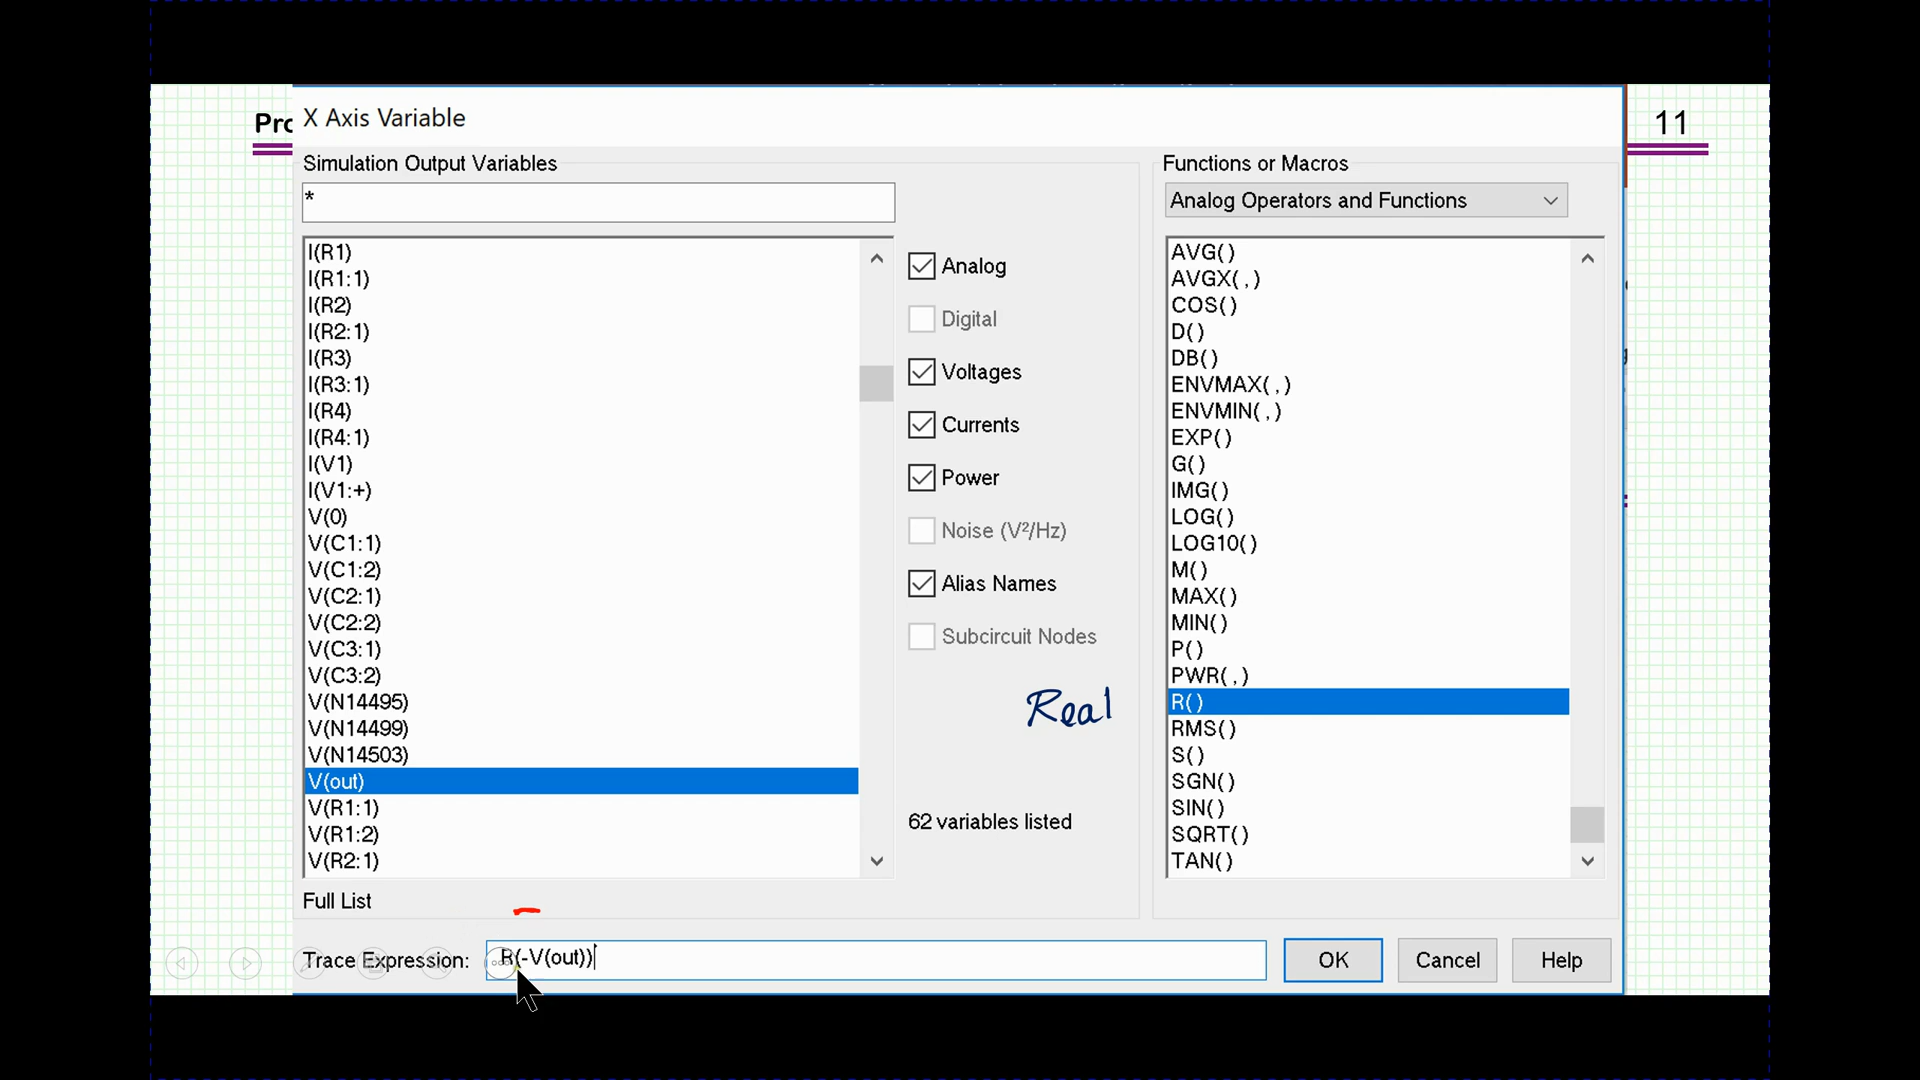 Pro
X Axis Variable
11
Simulation Output Variables
*
I(R1)
I(R1:1)
I(R2)
I(R2:1)
I(R3)
I(R3:1)
I(R4)
I(R4:1)
I(V1)
I(V1:+)
V(0)
V(C1:1)
V(C1:2)
V(C2:1)
V(C2:2)
V(C3:1)
V(C3:2)
V(N14495)
V(N14499)
V(N14503)
V(out)
V(R1:1)
V(R1:2)
V(R2:1)
Full List
Analog
Digital
Voltages
Currents
Power
Noise (V²/Hz)
Alias Names
Subcircuit Nodes
Real
62 variables listed
Functions or Macros
Analog Operators and Functions
AVG()
AVGX(,)
COS()
D()
DB()
ENVMAX(,)
ENVMIN(,)
EXP()
G()
IMG()
LOG()
LOG10()
M()
MAX()
MIN()
P()
PWR(,)
R()
RMS()
S()
SGN()
SIN()
SQRT()
TAN()
Trace Expression: R(-V(out))
OK
Cancel
Help